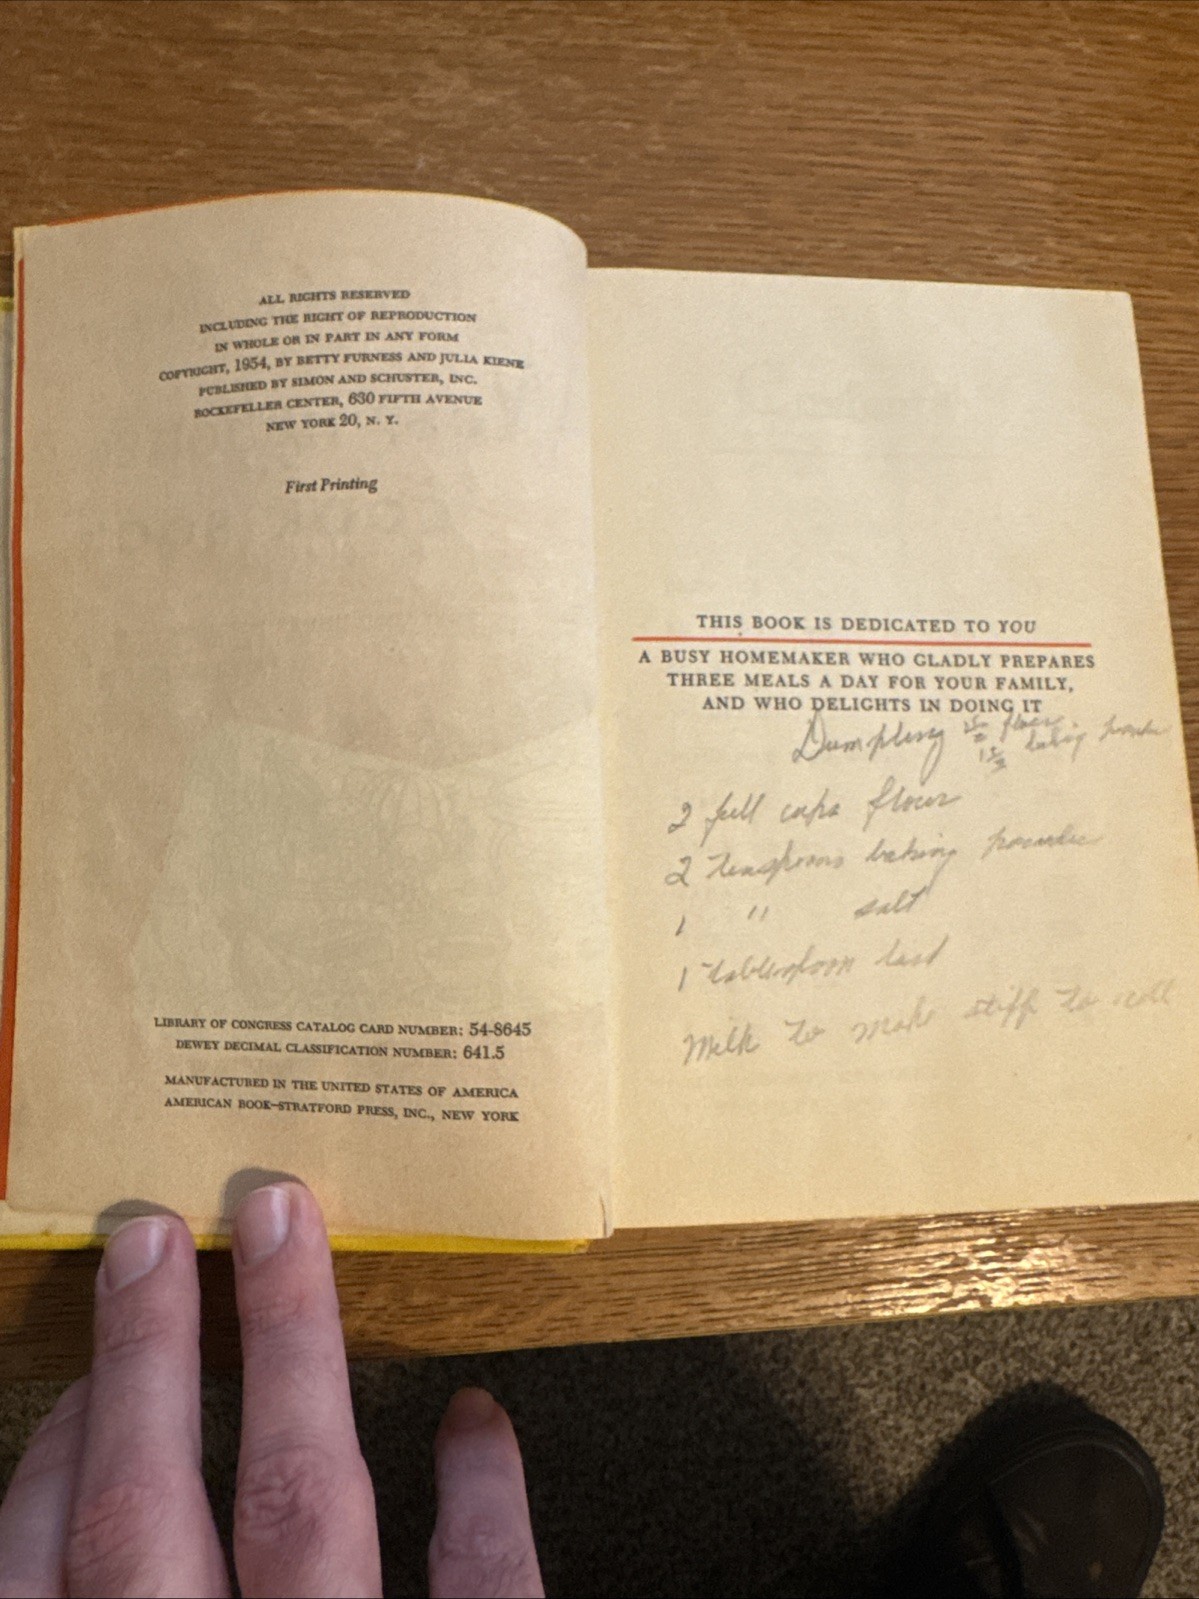 ALL RIGHTS RESERVED
INCLUDING THE RIGHT OF REPRODUCTION
IN WHOLE OR IN PART IN ANY FORM
COPYRIGHT, 1954, BY BETTY FURNESS AND JULIA KIENE
PUBLISHED BY SIMON AND SCHUSTER, INC.
ROCKEFELLER CENTER, 630 FIFTH AVENUE
NEW YORK 20, N. Y.
First Printing
LIBRARY OF CONGRESS CATALOG CARD NUMBER: 54-8645
DEWEY DECIMAL CLASSIFICATION NUMBER: 641.5
MANUFACTURED IN THE UNITED STATES OF AMERICA
AMERICAN BOOK–STRATFORD PRESS, INC., NEW YORK
THIS BOOK IS DEDICATED TO YOU
A BUSY HOMEMAKER WHO GLADLY PREPARES
THREE MEALS A DAY FOR YOUR FAMILY,
AND WHO DELIGHTS IN DOING IT
Dumpling flour
baking powder
2 full cups flour
2 teaspoons baking powder
1 " salt
1 tablespoon lard
Milk to make stiff to roll